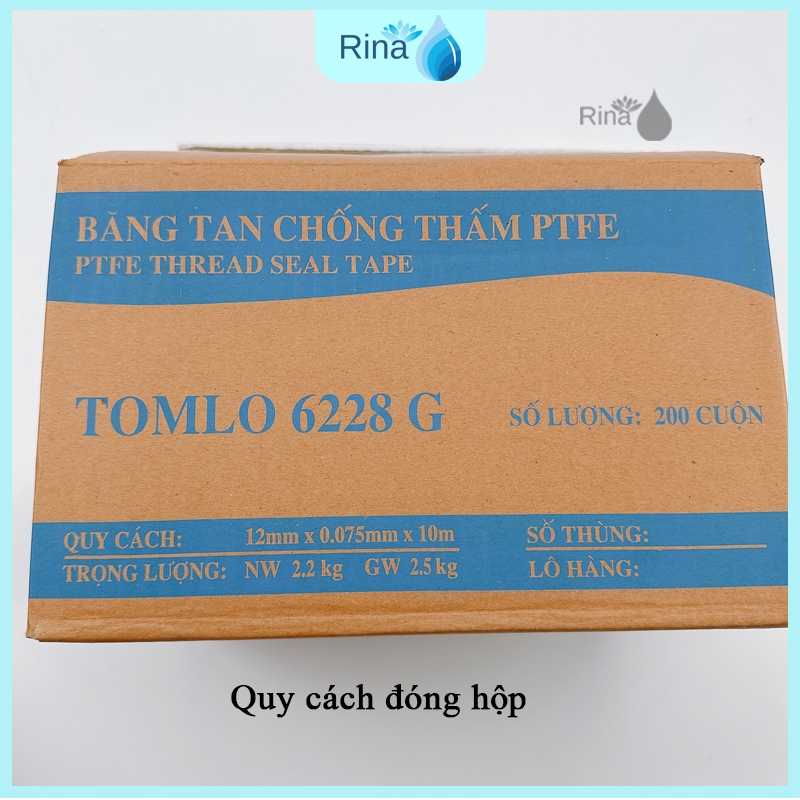 Rina
Rina
BĂNG TAN CHỐNG THẤM PTFE
PTFE THREAD SEAL TAPE
TOMLO 6228 G
SỐ LƯỢNG: 200 CUỘN
QUY CÁCH: 12mm x 0.075mm x 10m
SỐ THÙNG:
TRỌNG LƯỢNG: NW 2.2 kg GW 2.5 kg
LÔ HÀNG:
Quy cách đóng hộp